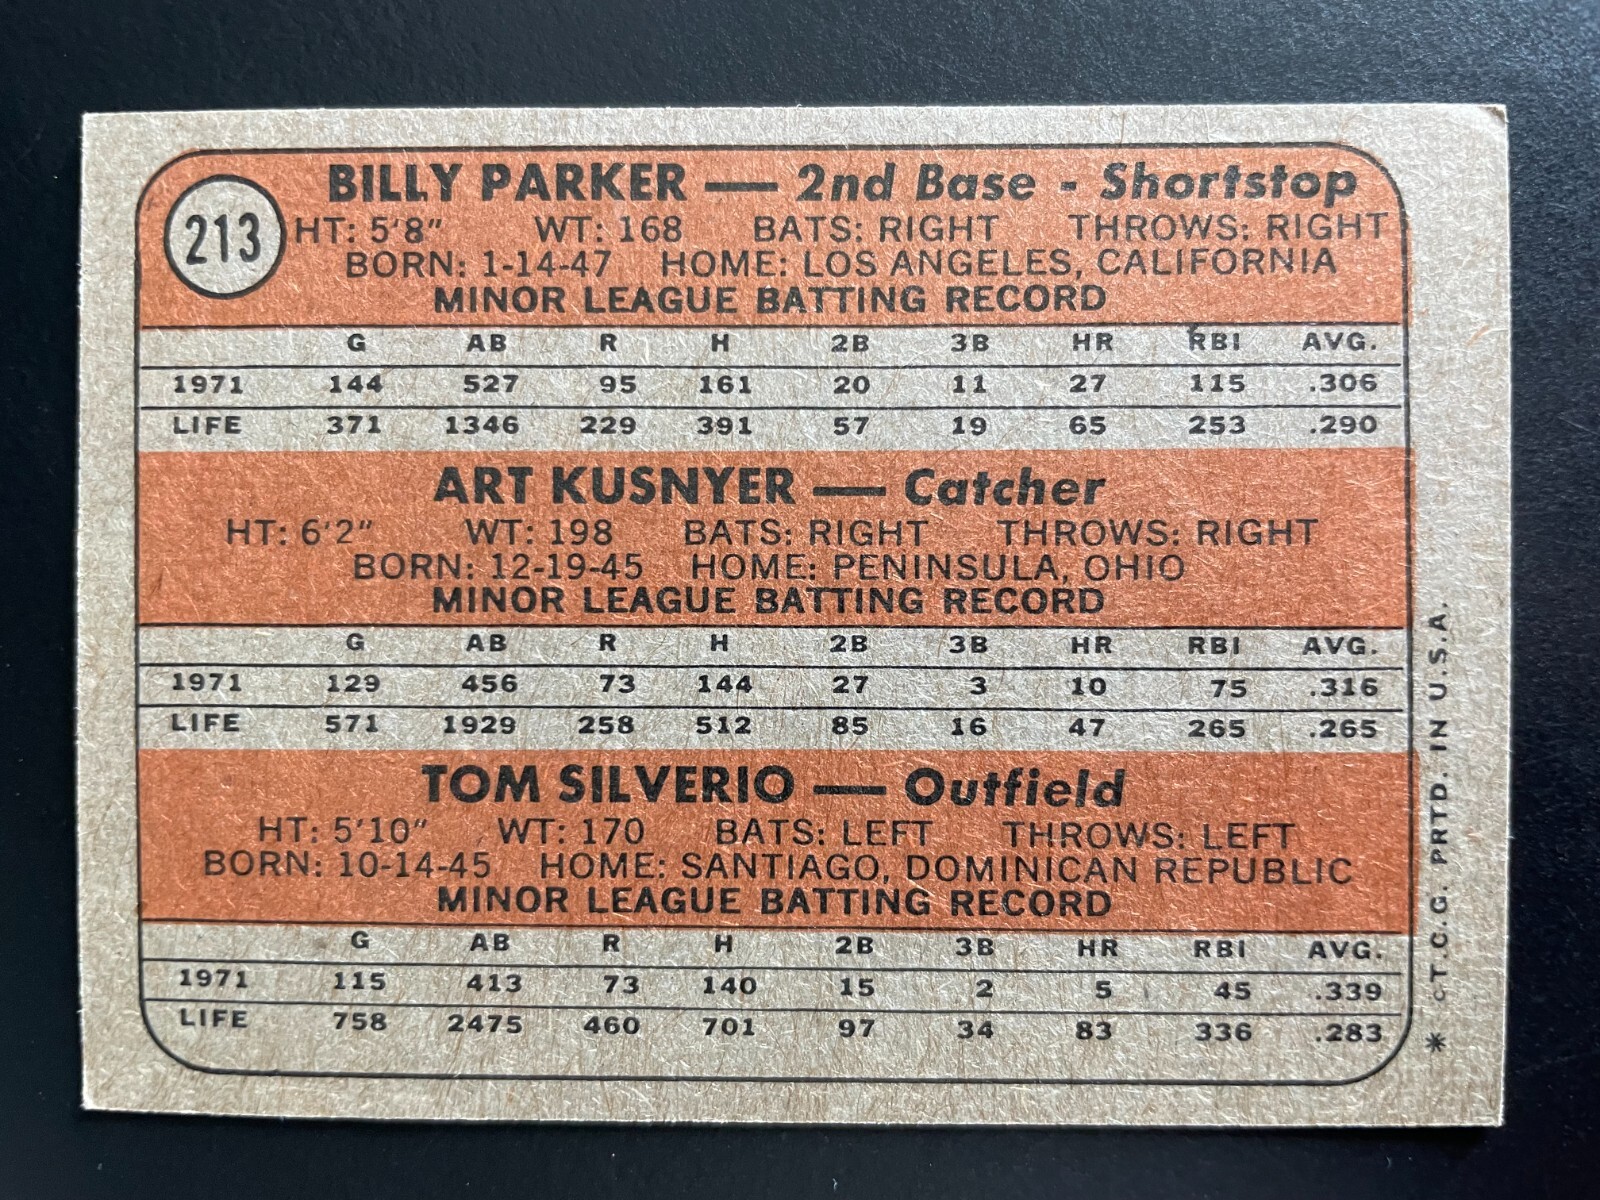 213
BILLY PARKER — 2nd Base - Shortstop
HT: 5'8" WT: 168 BATS: RIGHT THROWS: RIGHT
BORN: 1-14-47 HOME: LOS ANGELES, CALIFORNIA
MINOR LEAGUE BATTING RECORD
G AB R H 2B 3B HR RBI AVG.
1971 144 527 95 161 20 11 27 115 .306
LIFE 371 1346 229 391 57 19 65 253 .290
ART KUSNYER — Catcher
HT: 6'2" WT: 198 BATS: RIGHT THROWS: RIGHT
BORN: 12-19-45 HOME: PENINSULA, OHIO
MINOR LEAGUE BATTING RECORD
G AB R H 2B 3B HR RBI AVG.
1971 129 456 73 144 27 3 10 75 .316
LIFE 571 1929 258 512 85 16 47 265 .265
TOM SILVERIO — Outfield
HT: 5'10" WT: 170 BATS: LEFT THROWS: LEFT
BORN: 10-14-45 HOME: SANTIAGO, DOMINICAN REPUBLIC
MINOR LEAGUE BATTING RECORD
G AB R H 2B 3B HR RBI AVG.
1971 115 413 73 140 15 2 5 45 .339
LIFE 758 2475 460 701 97 34 83 336 .283
* ©T.C.G. PRTD. IN U.S.A.